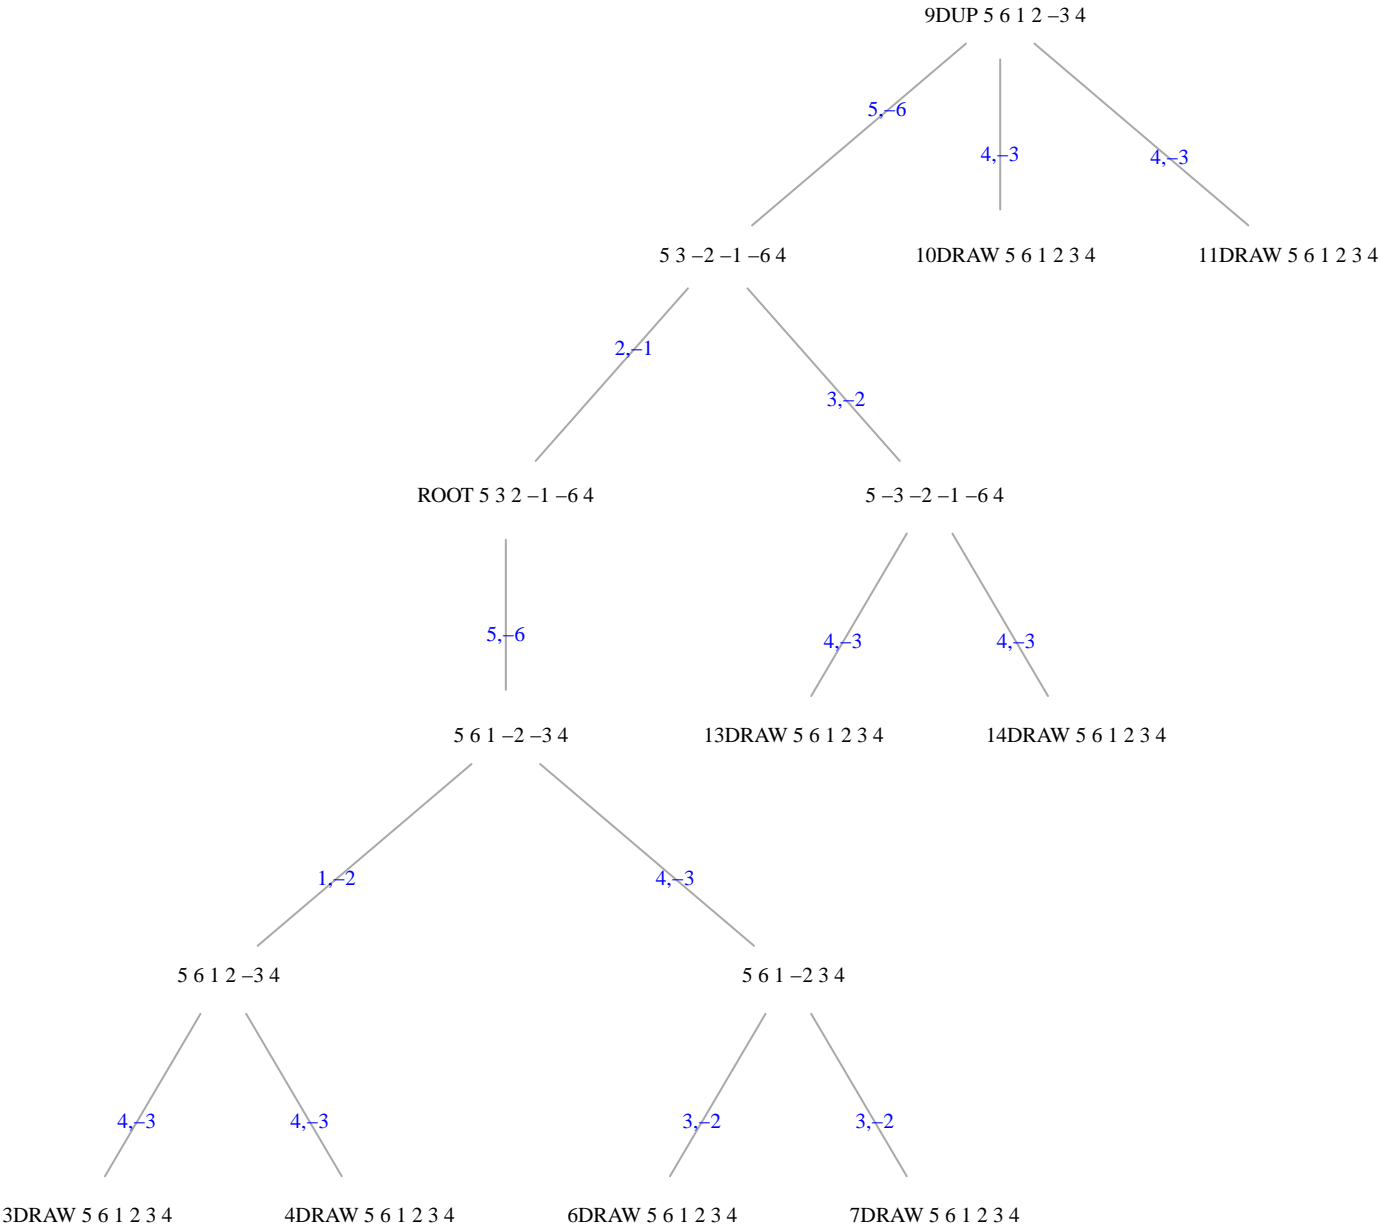 9DUP 5 6 1 2 −3 4
5,−6
4,−3
4,−3
5 3 −2 −1 −6 4
10DRAW 5 6 1 2 3 4
11DRAW 5 6 1 2 3 4
2,−1
3,−2
ROOT 5 3 2 −1 −6 4
5 −3 −2 −1 −6 4
5,−6
4,−3
4,−3
5 6 1 −2 −3 4
13DRAW 5 6 1 2 3 4
14DRAW 5 6 1 2 3 4
1,−2
4,−3
5 6 1 2 −3 4
5 6 1 −2 3 4
4,−3
4,−3
3,−2
3,−2
3DRAW 5 6 1 2 3 4
4DRAW 5 6 1 2 3 4
6DRAW 5 6 1 2 3 4
7DRAW 5 6 1 2 3 4